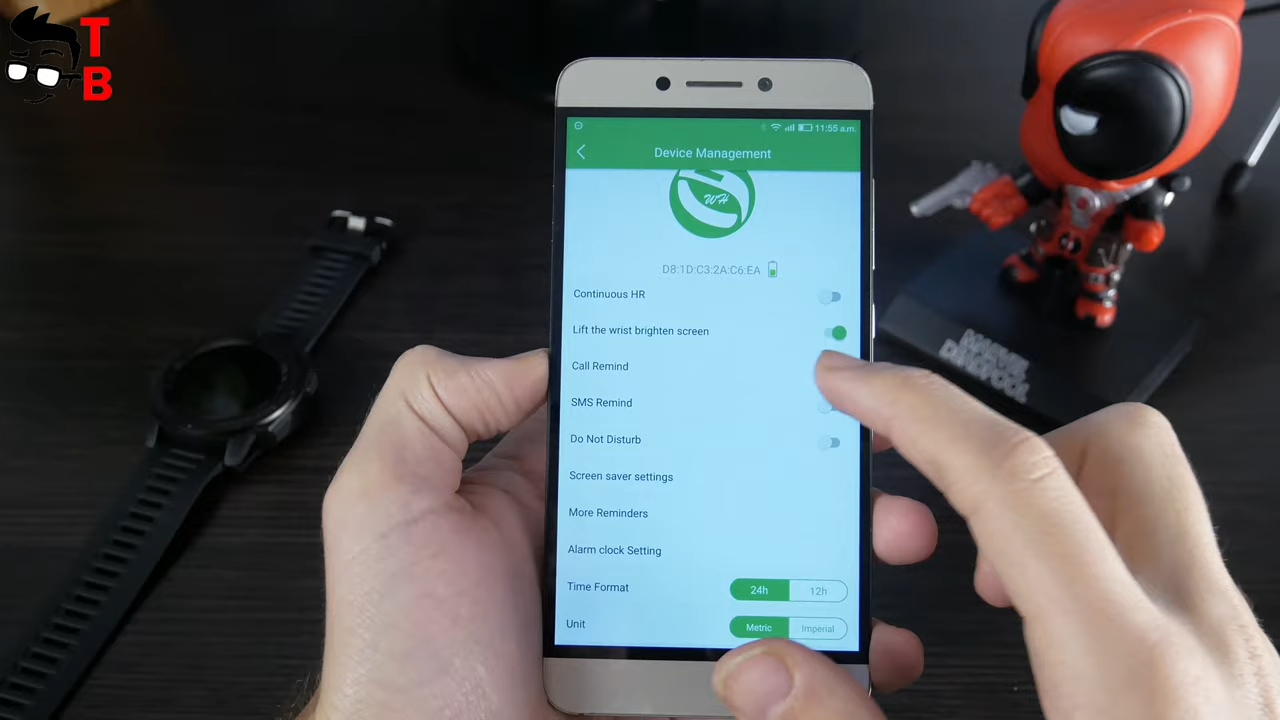 T
B
11:55 a.m.
Device Management
WH
D8:1D:C3:2A:C6:EA
Continuous HR
Lift the wrist brighten screen
Call Remind
SMS Remind
Do Not Disturb
Screen saver settings
More Reminders
Alarm clock Setting
Time Format 24h 12h
Unit Metric Imperial
MARVEL
DEADPOOL